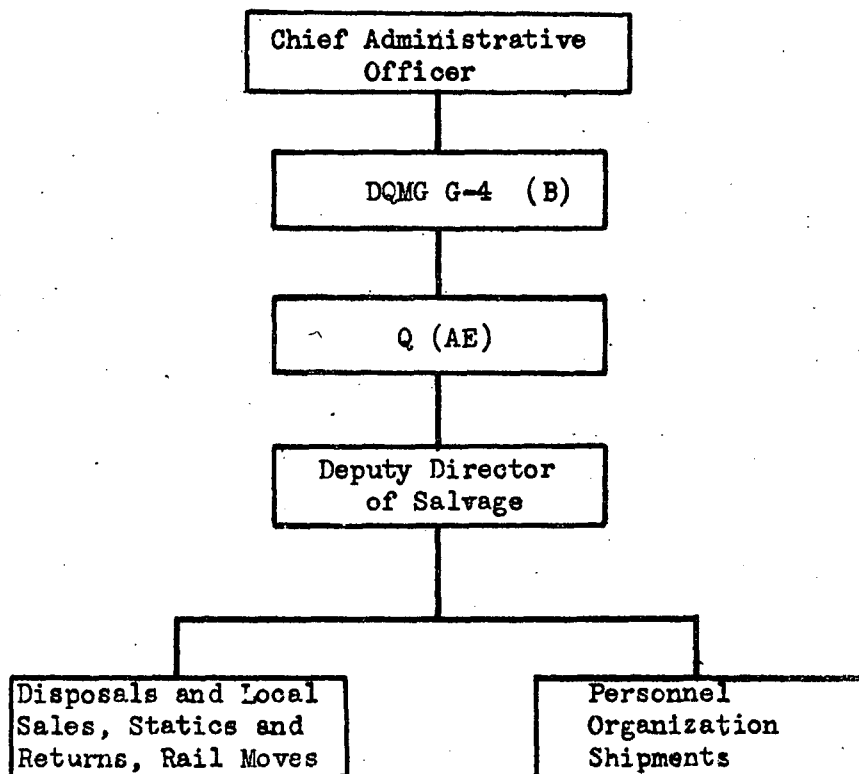 Chief Administrative
Officer
DQMG G-4 (B)
Q (AE)
Deputy Director
of Salvage
Disposals and Local
Sales, Statics and
Returns, Rail Moves
Personnel
Organization
Shipments